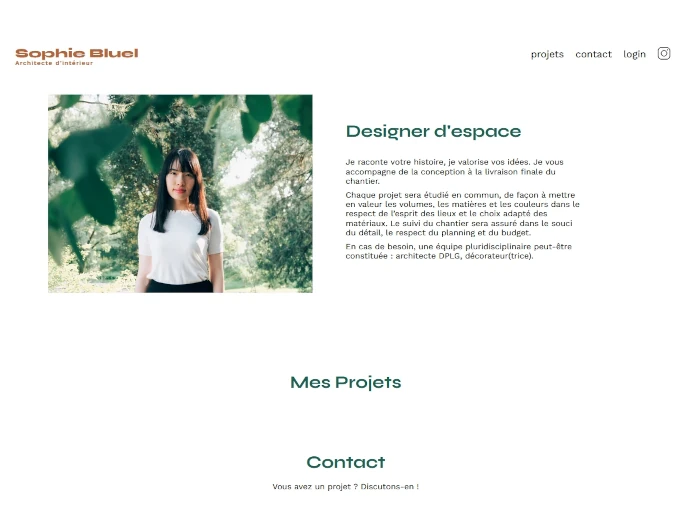 Sophie Bluel
Architecte d'intérieur
projets contact login
Designer d'espace
Je raconte votre histoire, je valorise vos idées. Je vous
accompagne de la conception à la livraison finale du
chantier.
Chaque projet sera étudié en commun, de façon à mettre
en valeur les volumes, les matières et les couleurs dans le
respect de l'esprit des lieux et le choix adapté des
matériaux. Le suivi du chantier sera assuré dans le souci
du détail, le respect du planning et du budget.
En cas de besoin, une équipe pluridisciplinaire peut-être
constituée : architecte DPLG, décorateur(trice).
Mes Projets
Contact
Vous avez un projet ? Discutons-en !